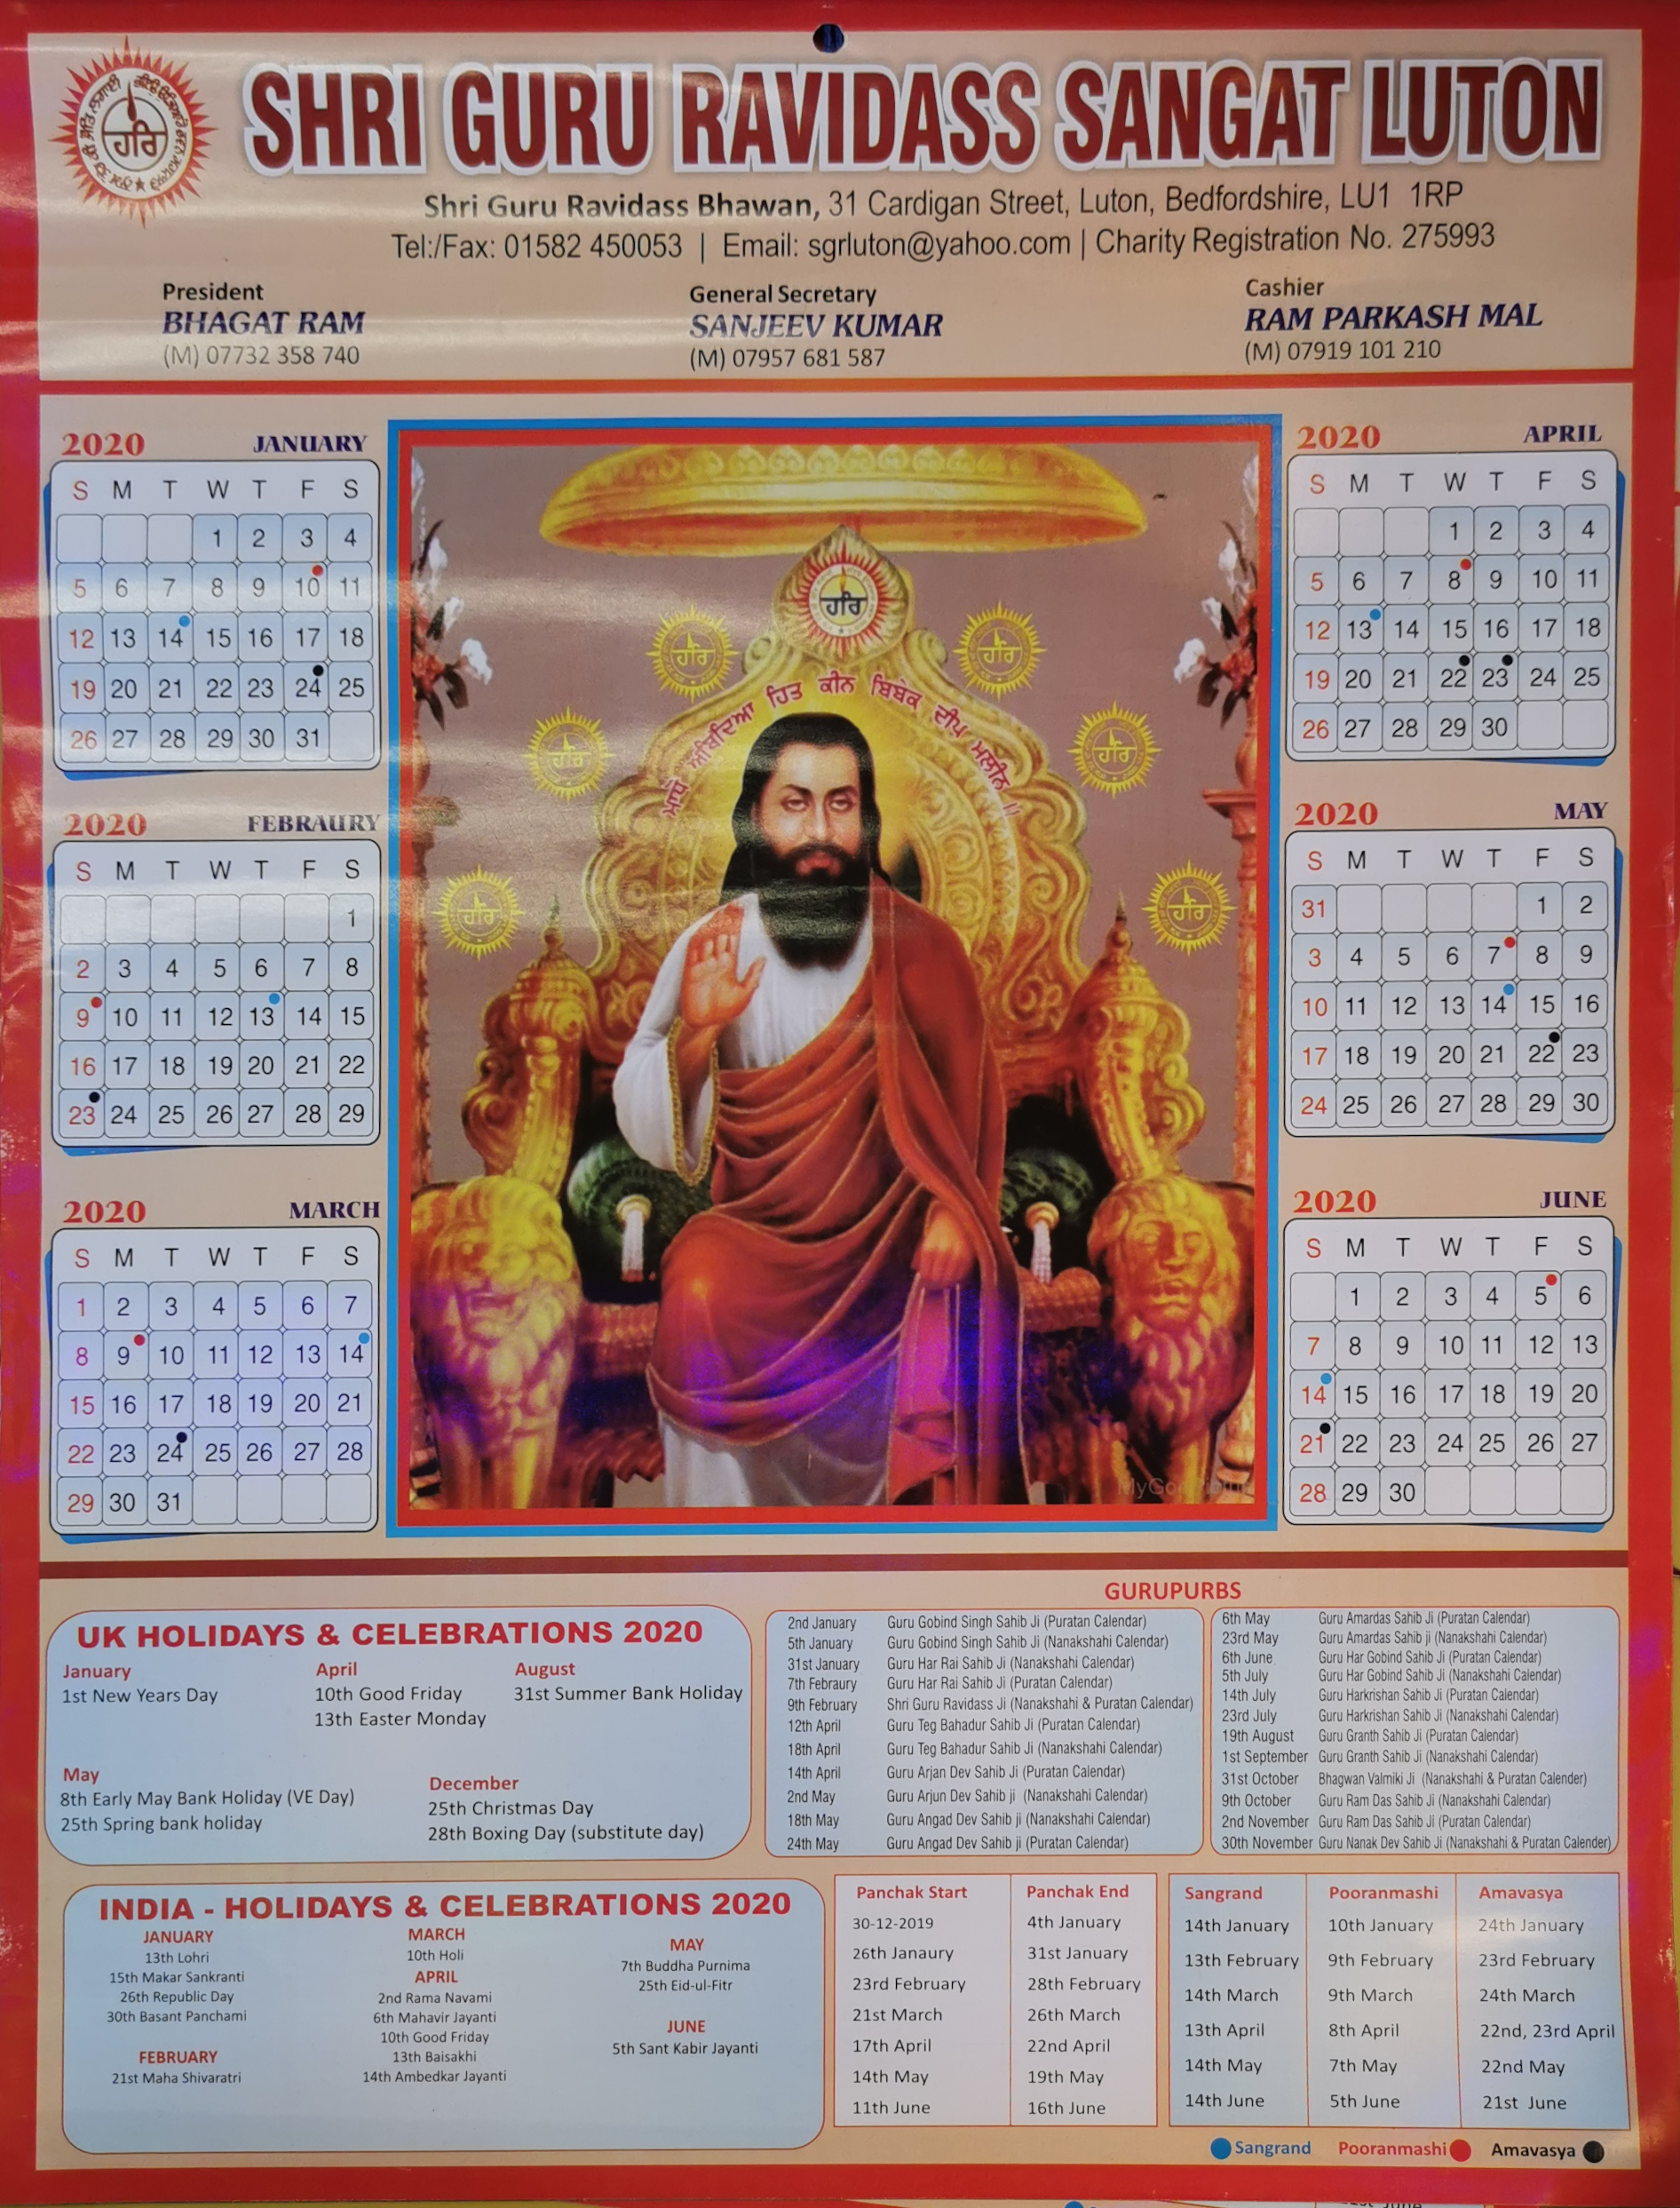 ਹਰਿ
SHRI GURU RAVIDASS SANGAT LUTON
Shri Guru Ravidass Bhawan, 31 Cardigan Street, Luton, Bedfordshire, LU1 1RP
Tel:/Fax: 01582 450053 | Email: sgrluton@yahoo.com | Charity Registration No. 275993
President
BHAGAT RAM
(M) 07732 358 740
General Secretary
SANJEEV KUMAR
(M) 07957 681 587
Cashier
RAM PARKASH MAL
(M) 07919 101 210
2020 JANUARY
S M T W T F S
1 2 3 4
5 6 7 8 9 10 11
12 13 14 15 16 17 18
19 20 21 22 23 24 25
26 27 28 29 30 31
2020 FEBRAURY
S M T W T F S
1
2 3 4 5 6 7 8
9 10 11 12 13 14 15
16 17 18 19 20 21 22
23 24 25 26 27 28 29
2020 MARCH
S M T W T F S
1 2 3 4 5 6 7
8 9 10 11 12 13 14
15 16 17 18 19 20 21
22 23 24 25 26 27 28
29 30 31
ਹਰਿ
ਹਰਿ
ਹਰਿ
ਹਰਿ
ਹਰਿ
ਹਰਿ
ਹਰਿ
ਮਾਧੋ ਅਬਿਦਿਆ ਹਿਤ ਕੀਨ ਬਿਬੇਕ ਦੀਪ ਮਲੀਨ ॥
2020 APRIL
S M T W T F S
1 2 3 4
5 6 7 8 9 10 11
12 13 14 15 16 17 18
19 20 21 22 23 24 25
26 27 28 29 30
2020 MAY
S M T W T F S
31 1 2
3 4 5 6 7 8 9
10 11 12 13 14 15 16
17 18 19 20 21 22 23
24 25 26 27 28 29 30
2020 JUNE
S M T W T F S
1 2 3 4 5 6
7 8 9 10 11 12 13
14 15 16 17 18 19 20
21 22 23 24 25 26 27
28 29 30
UK HOLIDAYS & CELEBRATIONS 2020
January
1st New Years Day
April
10th Good Friday
13th Easter Monday
August
31st Summer Bank Holiday
May
8th Early May Bank Holiday (VE Day)
25th Spring bank holiday
December
25th Christmas Day
28th Boxing Day (substitute day)
GURUPURBS
2nd January Guru Gobind Singh Sahib Ji (Puratan Calendar)
5th January Guru Gobind Singh Sahib Ji (Nanakshahi Calendar)
31st January Guru Har Rai Sahib Ji (Nanakshahi Calendar)
7th Febraury Guru Har Rai Sahib Ji (Puratan Calendar)
9th February Shri Guru Ravidass Ji (Nanakshahi & Puratan Calendar)
12th April Guru Teg Bahadur Sahib Ji (Puratan Calendar)
18th April Guru Teg Bahadur Sahib Ji (Nanakshahi Calendar)
14th April Guru Arjan Dev Sahib Ji (Puratan Calendar)
2nd May Guru Arjun Dev Sahib ji (Nanakshahi Calendar)
18th May Guru Angad Dev Sahib ji (Nanakshahi Calendar)
24th May Guru Angad Dev Sahib ji (Puratan Calendar)
6th May Guru Amardas Sahib Ji (Puratan Calendar)
23rd May Guru Amardas Sahib ji (Nanakshahi Calendar)
6th June Guru Har Gobind Sahib Ji (Puratan Calendar)
5th July Guru Har Gobind Sahib Ji (Nanakshahi Calendar)
14th July Guru Harkrishan Sahib Ji (Puratan Calendar)
23rd July Guru Harkrishan Sahib Ji (Nanakshahi Calendar)
19th August Guru Granth Sahib Ji (Puratan Calendar)
1st September Guru Granth Sahib Ji (Nanakshahi Calendar)
31st October Bhagwan Valmiki Ji (Nanakshahi & Puratan Calender)
9th October Guru Ram Das Sahib Ji (Nanakshahi Calendar)
2nd November Guru Ram Das Sahib Ji (Puratan Calendar)
30th November Guru Nanak Dev Sahib Ji (Nanakshahi & Puratan Calender)
INDIA - HOLIDAYS & CELEBRATIONS 2020
JANUARY
13th Lohri
15th Makar Sankranti
26th Republic Day
30th Basant Panchami
FEBRUARY
21st Maha Shivaratri
MARCH
10th Holi
APRIL
2nd Rama Navami
6th Mahavir Jayanti
10th Good Friday
13th Baisakhi
14th Ambedkar Jayanti
MAY
7th Buddha Purnima
25th Eid-ul-Fitr
JUNE
5th Sant Kabir Jayanti
Panchak Start Panchak End
30-12-2019 4th January
26th Janaury 31st January
23rd February 28th February
21st March 26th March
17th April 22nd April
14th May 19th May
11th June 16th June
Sangrand Pooranmashi Amavasya
14th January 10th January 24th January
13th February 9th February 23rd February
14th March 9th March 24th March
13th April 8th April 22nd, 23rd April
14th May 7th May 22nd May
14th June 5th June 21st June
Sangrand Pooranmashi Amavasya